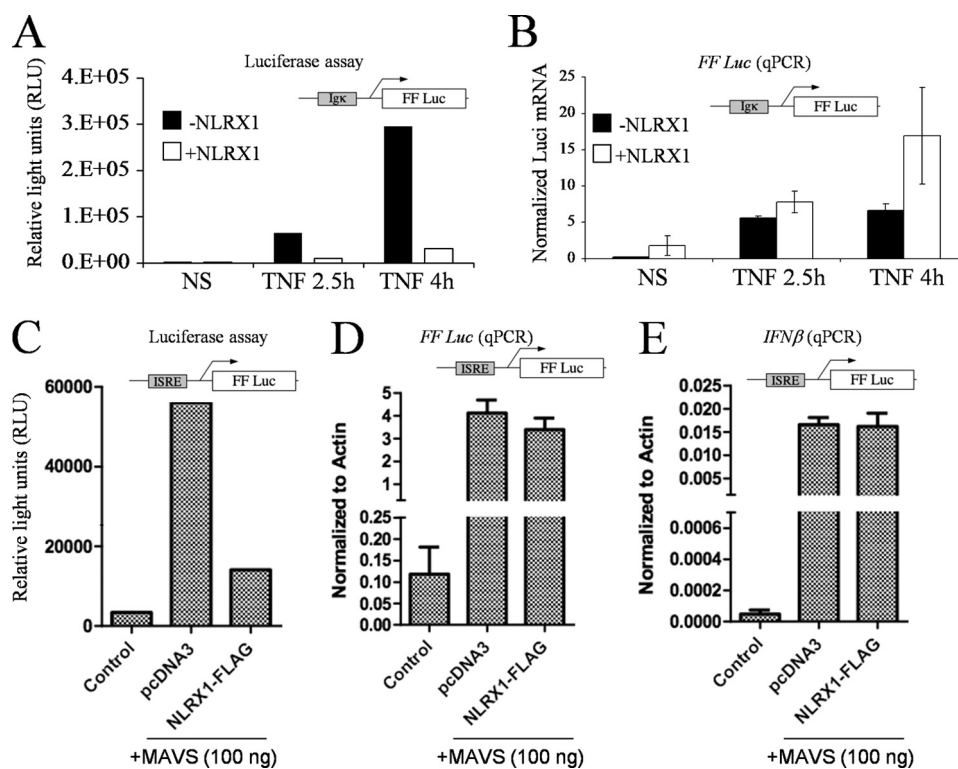 A
Luciferase assay
Relative light units (RLU)
4.E+05
3.E+05
2.E+05
1.E+05
0.E+00
Igκ
FF Luc
-NLRX1
+NLRX1
NS
TNF 2.5h
TNF 4h
B
FF Luc (qPCR)
Normalized Luci mRNA
25
20
15
10
5
0
Igκ
FF Luc
-NLRX1
+NLRX1
NS
TNF 2.5h
TNF 4h
C
Luciferase assay
ISRE
FF Luc
Relative light units (RLU)
60000
40000
20000
0
Control
pcDNA3
NLRX1-FLAG
+MAVS (100 ng)
D
FF Luc (qPCR)
ISRE
FF Luc
Normalized to Actin
5
4
3
2
1
0.25
0.20
0.15
0.10
0.05
0.00
Control
pcDNA3
NLRX1-FLAG
+MAVS (100 ng)
E
IFNβ (qPCR)
ISRE
FF Luc
Normalized to Actin
0.025
0.020
0.015
0.010
0.005
0.0006
0.0004
0.0002
0.0000
Control
pcDNA3
NLRX1-FLAG
+MAVS (100 ng)